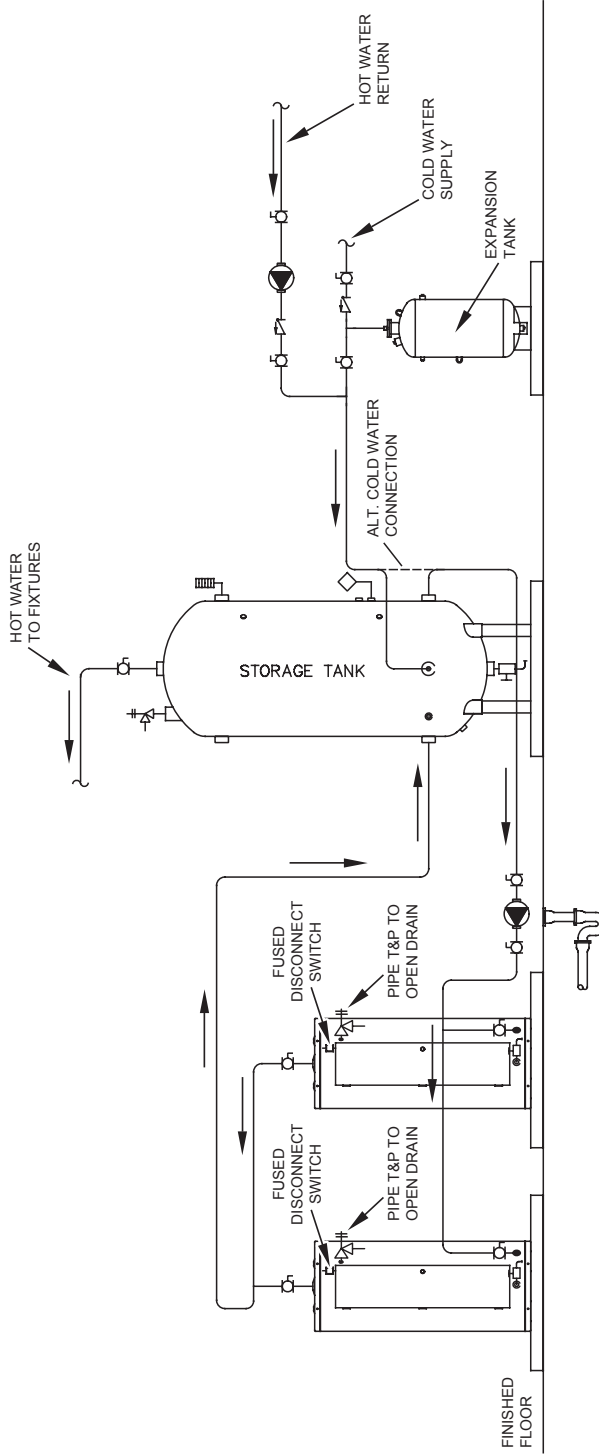 HOT WATER
TO FIXTURES
HOT WATER
RETURN
COLD WATER
SUPPLY
EXPANSION
TANK
ALT. COLD WATER
CONNECTION
STORAGE TANK
FUSED
DISCONNECT
SWITCH
PIPE T&P TO
OPEN DRAIN
FUSED
DISCONNECT
SWITCH
PIPE T&P TO
OPEN DRAIN
FINISHED
FLOOR